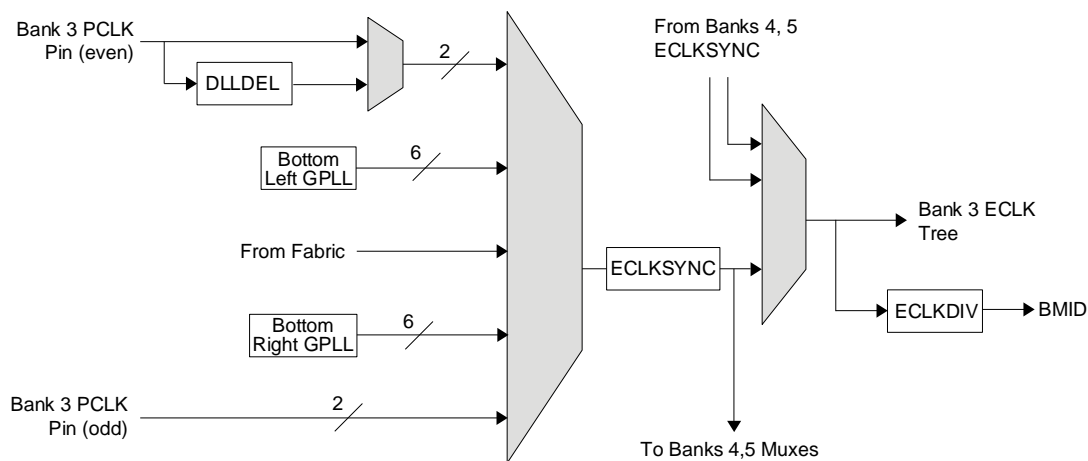 Bank 3 PCLK
Pin (even)
DLLDEL
2
From Banks 4, 5
ECLKSYNC
Bottom
Left GPLL
6
From Fabric
ECLKSYNC
Bank 3 ECLK
Tree
ECLKDIV
BMID
Bottom
Right GPLL
6
Bank 3 PCLK
Pin (odd)
2
To Banks 4,5 Muxes